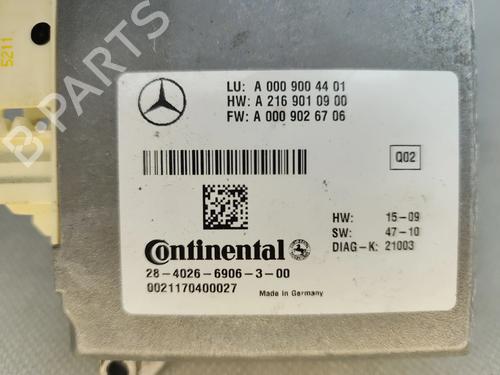 5211
LU: A 000 900 44 01
HW: A 216 901 09 00
FW: A 000 902 67 06
Q02
HW: 15-09
SW: 47-10
DIAG-K: 21003
Continental
28-4026-6906-3-00
0021170400027
Made in Germany
B-PARTS